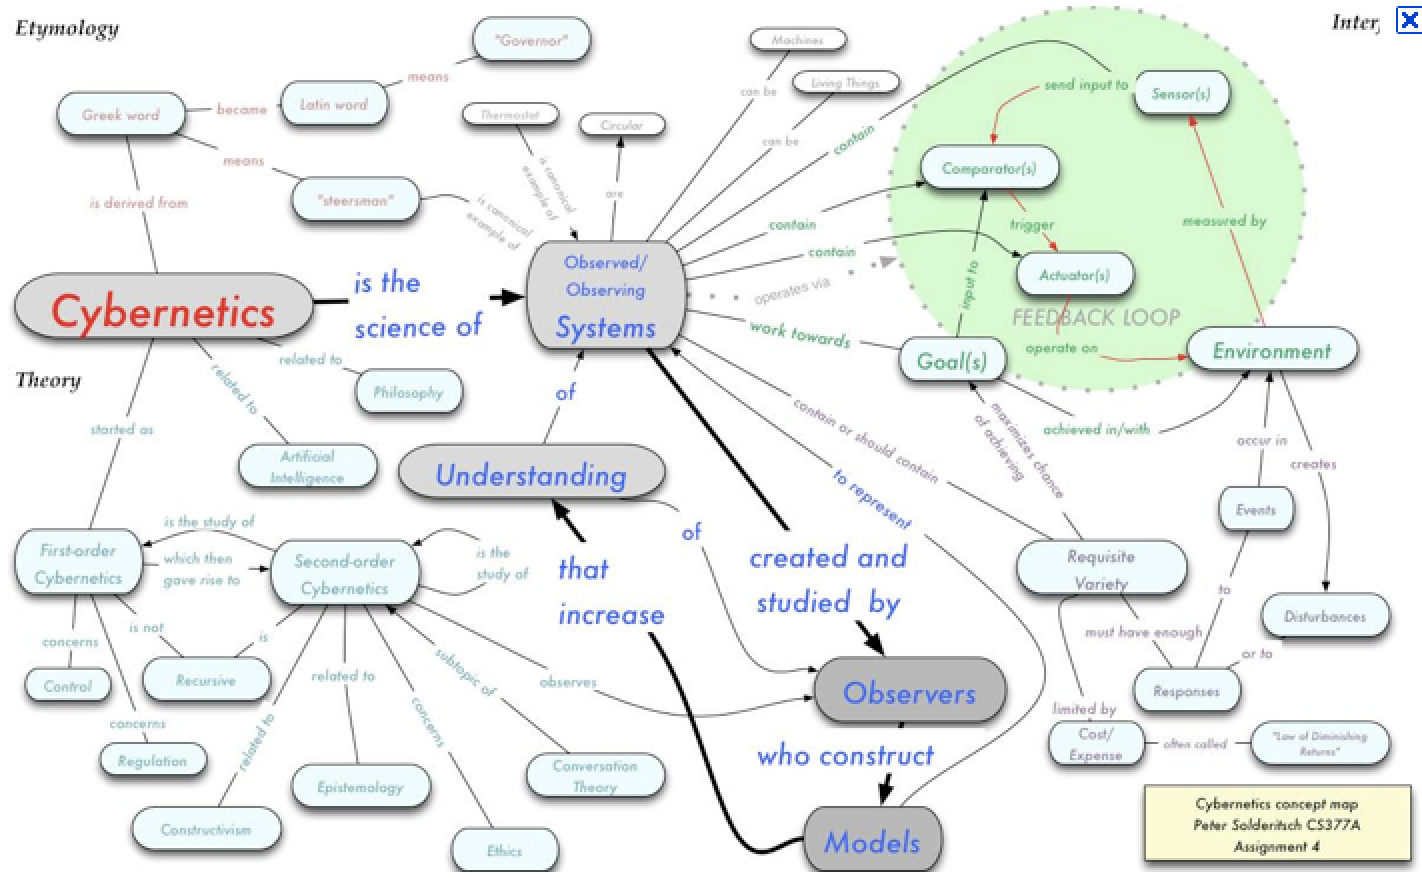 Etymology
Inter
"Governor"
means
Greek word
became
Latin word
means
"steersman"
is derived from
Thermostat
Circular
Machines
Living Things
can be
can be
is canonical
example of
is canonical
example of
are
contain
contain
contain
operates via
work towards
send input to
Sensor(s)
Comparator(s)
trigger
measured by
Actuator(s)
input to
FEEDBACK LOOP
operate on
Goal(s)
Environment
Cybernetics
is the
science of
Observed/
Observing
Systems
Theory
related to
Philosophy
related to
Artificial
Intelligence
started as
of
Understanding
contain or should contain
to represent
maximizes chance
of achieving
achieved in/with
occur in
creates
Events
Disturbances
to
or to
Requisite
Variety
must have enough
Responses
limited by
Cost/
Expense
often called
"Law of Diminishing
Returns"
First-order
Cybernetics
is the study of
which then
gave rise to
Second-order
Cybernetics
is the
study of
that
increase
of
created and
studied by
concerns
is not
is
Control
Recursive
concerns
Regulation
related to
related to
concerns
subtopic of
observes
Constructivism
Epistemology
Ethics
Conversation
Theory
Observers
who construct
Models
Cybernetics concept map
Peter Solderitsch CS377A
Assignment 4